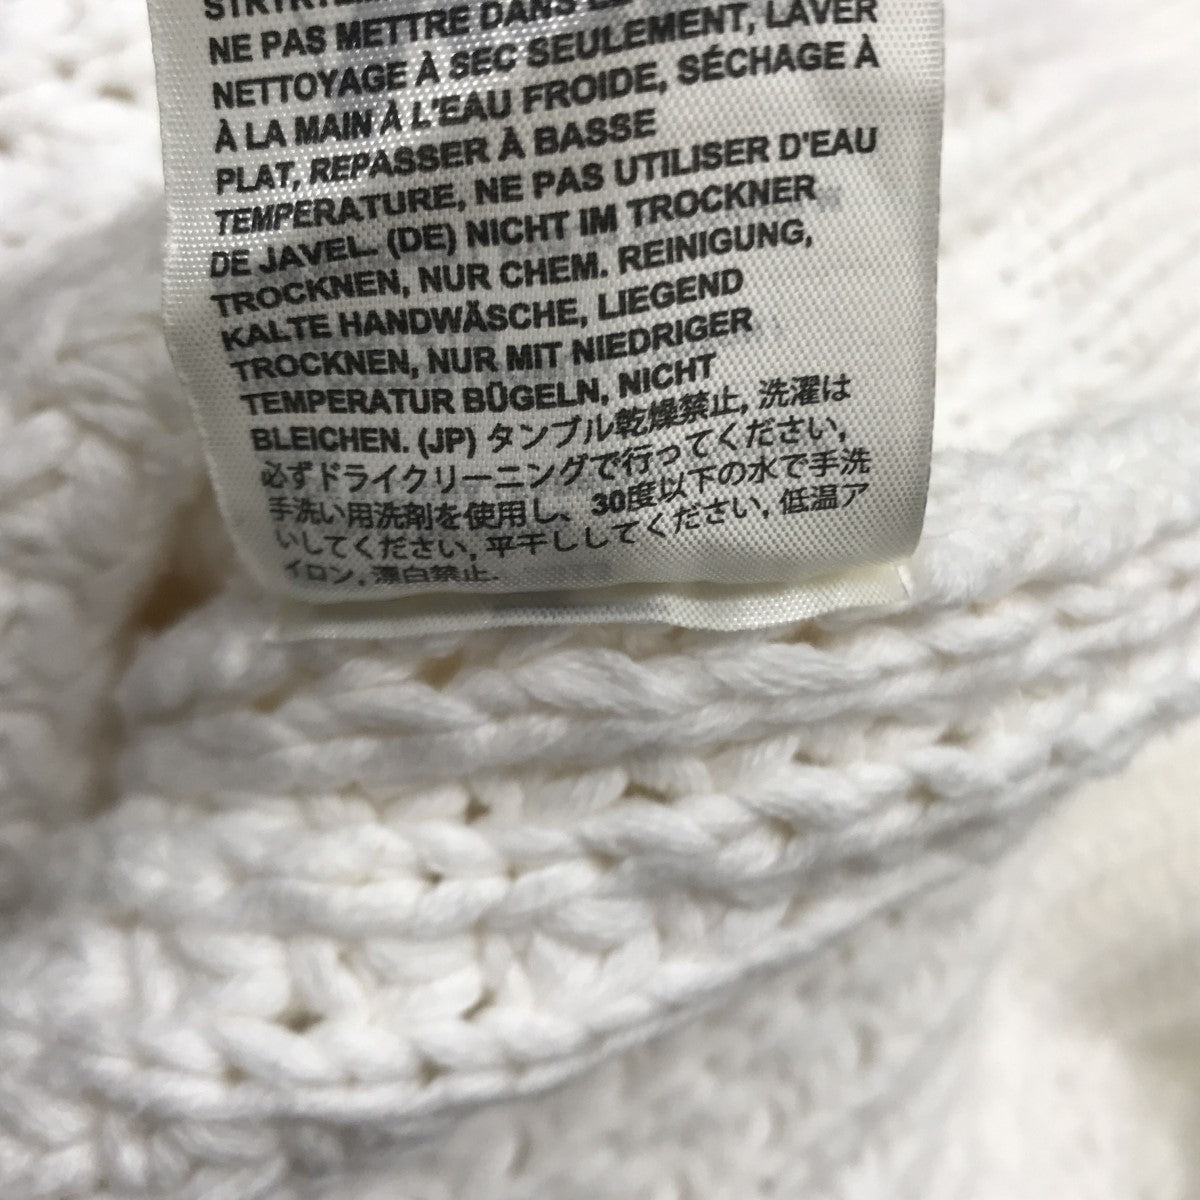 NE PAS METTRE DANS
NETTOYAGE À SEC SEULEMENT, LAVER
À LA MAIN À L'EAU FROIDE, SÉCHAGE À
PLAT, REPASSER À BASSE
TEMPERATURE, NE PAS UTILISER D'EAU
DE JAVEL. (DE) NICHT IM TROCKNER
TROCKNEN, NUR CHEM. REINIGUNG,
KALTE HANDWÄSCHE, LIEGEND
TROCKNEN, NUR MIT NIEDRIGER
TEMPERATUR BÜGELN, NICHT
BLEICHEN. (JP) タンブル乾燥禁止, 洗濯は
必ずドライクリーニングで行ってください,
手洗い用洗剤を使用し、30度以下の水で手洗
いしてください, 平干ししてください, 低温ア
イロン, 漂白禁止.